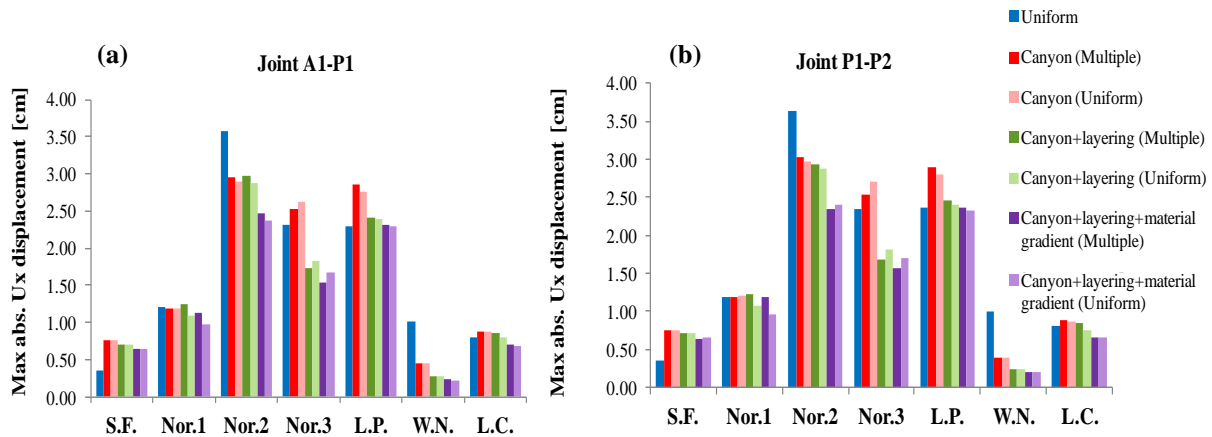 (a)
Joint A1-P1
Max abs. Ux displacement [cm]
4.00
3.50
3.00
2.50
2.00
1.50
1.00
0.50
0.00
S.F. Nor.1 Nor.2 Nor.3 L.P. W.N. L.C.
(b)
Joint P1-P2
Max abs. Ux displacement [cm]
4.00
3.50
3.00
2.50
2.00
1.50
1.00
0.50
0.00
S.F. Nor.1 Nor.2 Nor.3 L.P. W.N. L.C.
Uniform
Canyon (Multiple)
Canyon (Uniform)
Canyon+layering (Multiple)
Canyon+layering (Uniform)
Canyon+layering+material
gradient (Multiple)
Canyon+layering+material
gradient (Uniform)